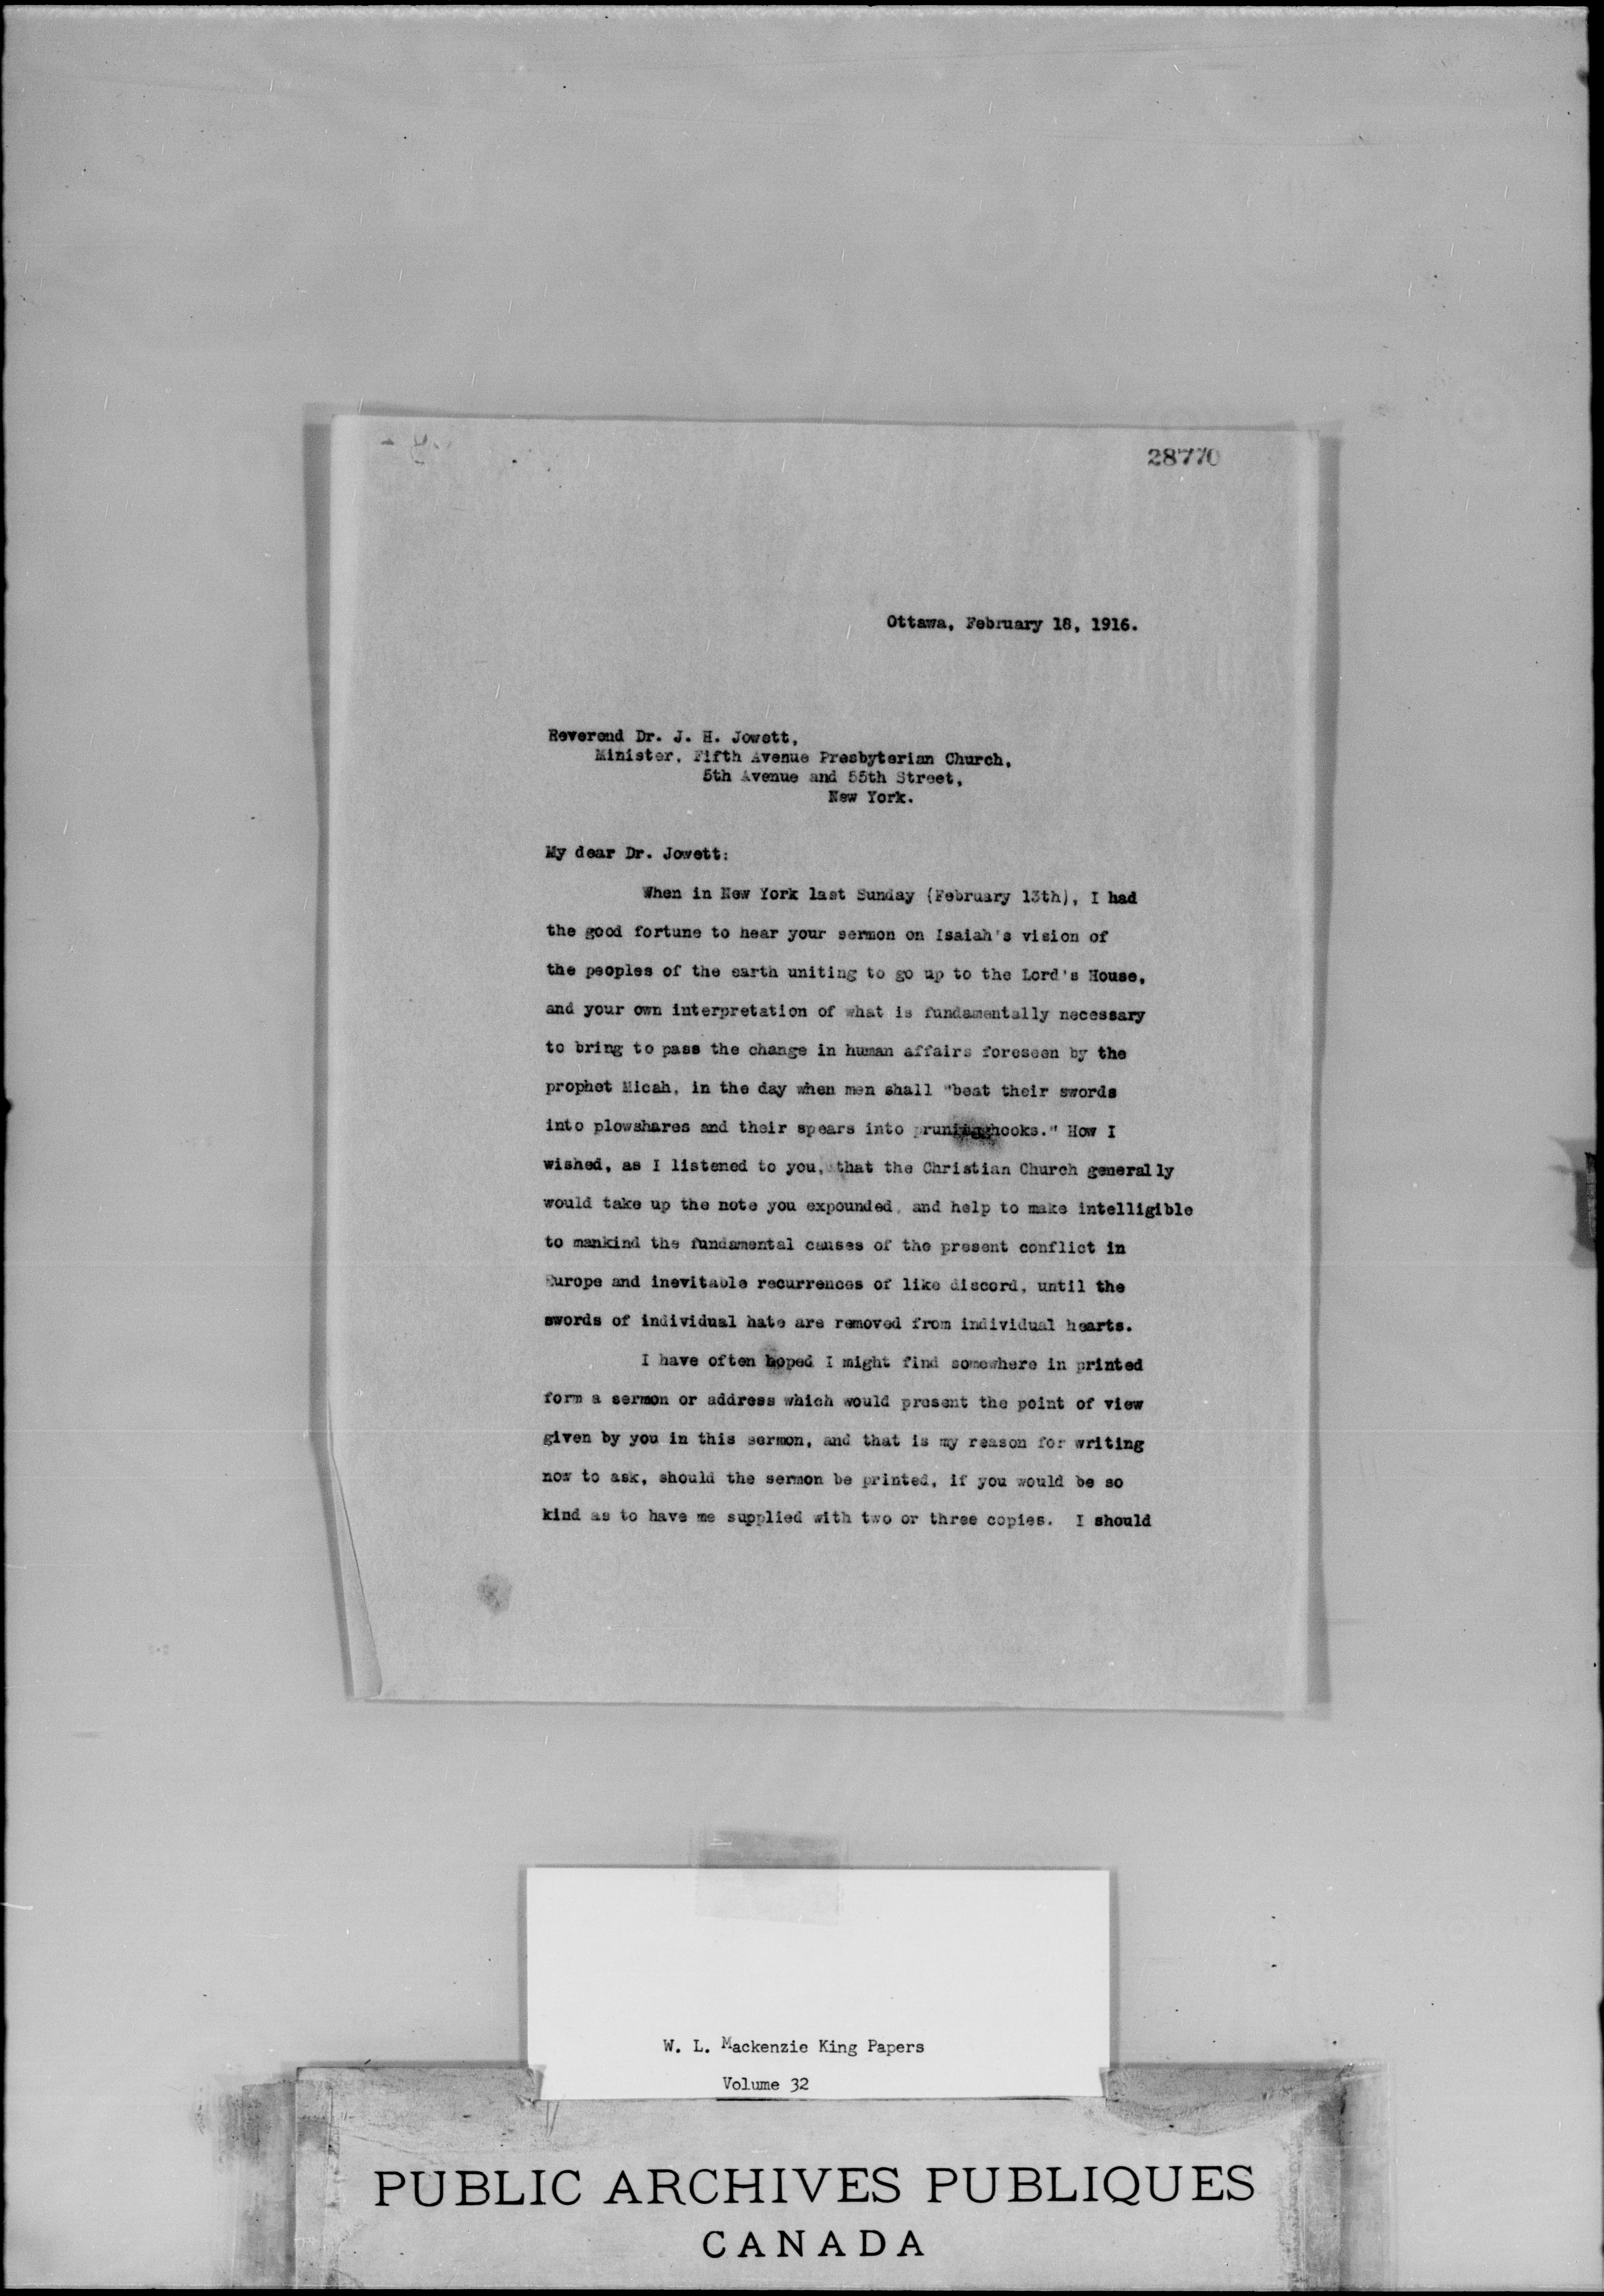 28770
Ottawa, February 18, 1916.
Reverend Dr. J. H. Jowett,
Minister, Fifth Avenue Presbyterian Church,
5th Avenue and 55th Street,
New York.
My dear Dr. Jowett:
When in New York last Sunday (February 13th), I had
the good fortune to hear your sermon on Isaiah's vision of
the peoples of the earth uniting to go up to the Lord's House,
and your own interpretation of what is fundamentally necessary
to bring to pass the change in human affairs foreseen by the
prophet Micah, in the day when men shall "beat their swords
into plowshares and their spears into pruninghooks." How I
wished, as I listened to you, that the Christian Church generally
would take up the note you expounded, and help to make intelligible
to mankind the fundamental causes of the present conflict in
Europe and inevitable recurrences of like discord, until the
swords of individual hate are removed from individual hearts.
I have often hoped I might find somewhere in printed
form a sermon or address which would present the point of view
given by you in this sermon, and that is my reason for writing
now to ask, should the sermon be printed, if you would be so
kind as to have me supplied with two or three copies. I should
W. L. Mackenzie King Papers
Volume 32
PUBLIC ARCHIVES PUBLIQUES
CANADA